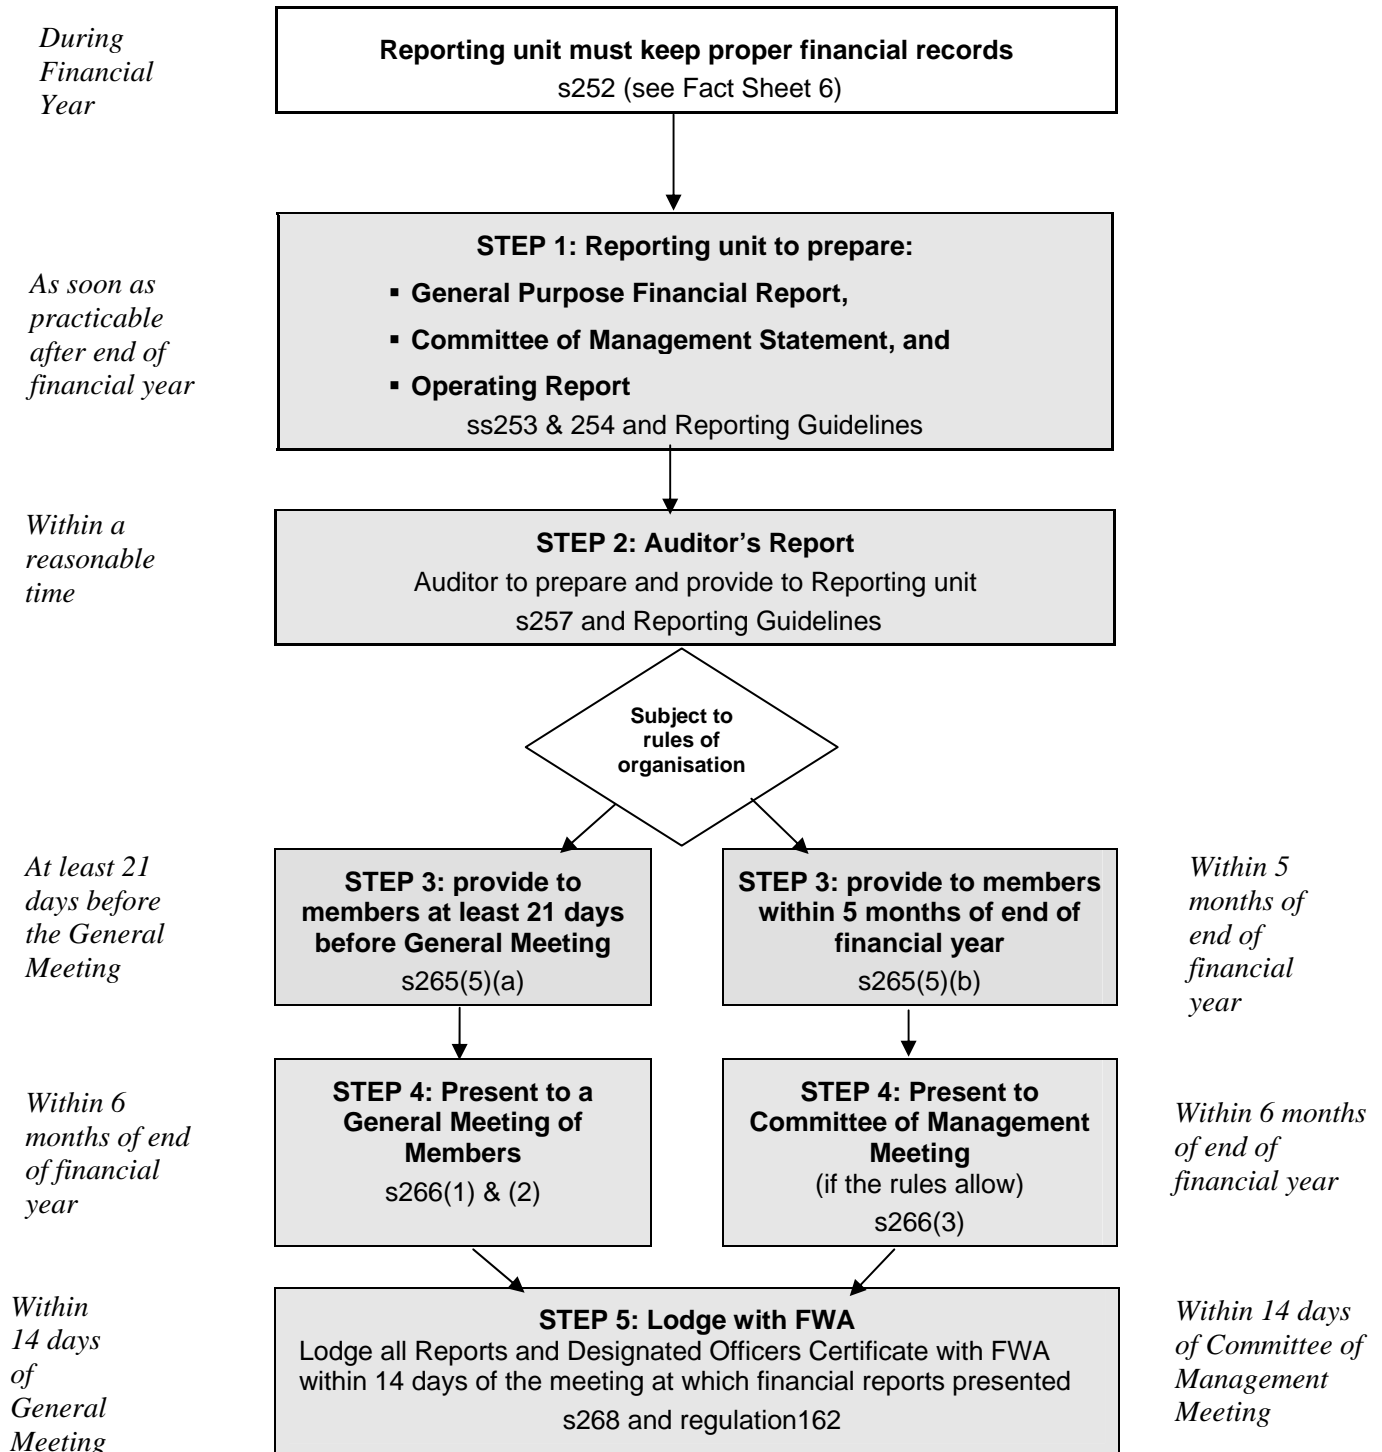 During
Financial
Year
Reporting unit must keep proper financial records
s252 (see Fact Sheet 6)
As soon as
practicable
after end of
financial year
STEP 1: Reporting unit to prepare:
▪ General Purpose Financial Report,
▪ Committee of Management Statement, and
▪ Operating Report
ss253 & 254 and Reporting Guidelines
Within a
reasonable
time
STEP 2: Auditor’s Report
Auditor to prepare and provide to Reporting unit
s257 and Reporting Guidelines
Subject to
rules of
organisation
At least 21
days before
the General
Meeting
STEP 3: provide to
members at least 21 days
before General Meeting
s265(5)(a)
STEP 3: provide to members
within 5 months of end of
financial year
s265(5)(b)
Within 5
months of
end of
financial
year
Within 6
months of end
of financial
year
STEP 4: Present to a
General Meeting of
Members
s266(1) & (2)
STEP 4: Present to
Committee of Management
Meeting
(if the rules allow)
s266(3)
Within 6 months
of end of
financial year
Within
14 days
of
General
Meeting
STEP 5: Lodge with FWA
Lodge all Reports and Designated Officers Certificate with FWA
within 14 days of the meeting at which financial reports presented
s268 and regulation162
Within 14 days
of Committee of
Management
Meeting